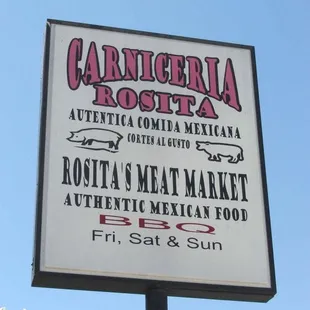 CARNICERIA
ROSITA
AUTENTICA COMIDA MEXICANA
CORTES AL GUSTO
ROSITA'S MEAT MARKET
AUTHENTIC MEXICAN FOOD
BBQ
Fri, Sat & Sun